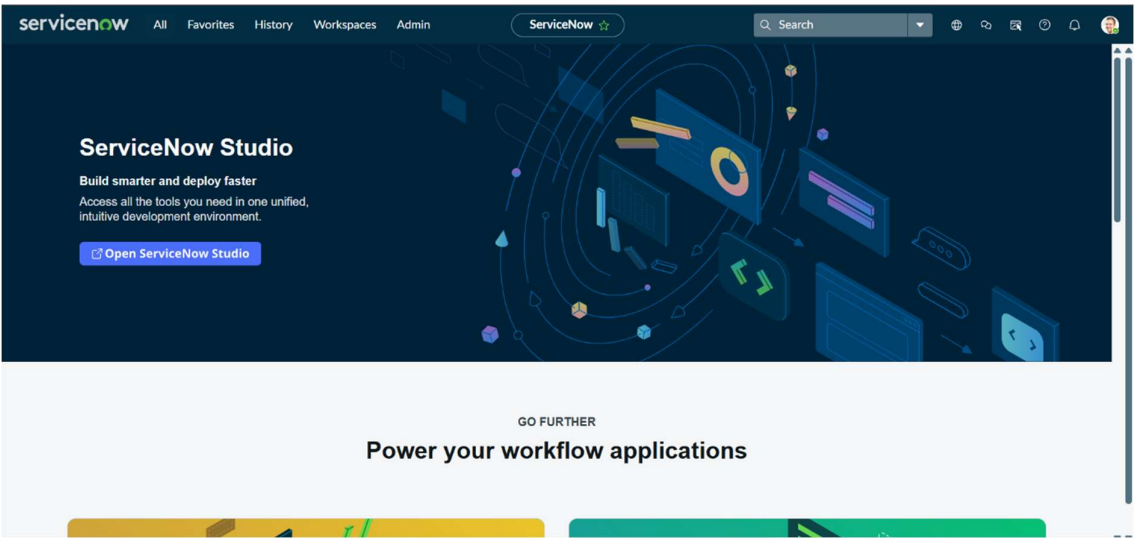 servicenow All Favorites History Workspaces Admin ServiceNow Search
ServiceNow Studio
Build smarter and deploy faster
Access all the tools you need in one unified,
intuitive development environment.
Open ServiceNow Studio
GO FURTHER
Power your workflow applications